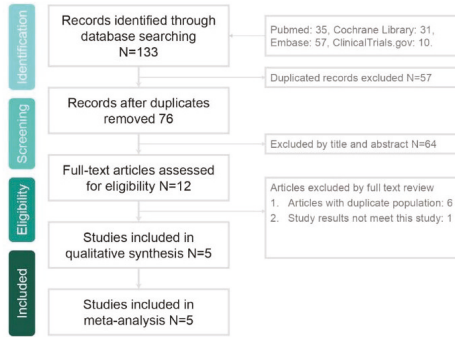 Identification
Records identified through
database searching
N=133
Pubmed: 35, Cochrane Library: 31,
Embase: 57, ClinicalTrials.gov: 10.
Duplicated records excluded N=57
Screening
Records after duplicates
removed 76
Excluded by title and abstract N=64
Full-text articles assessed
for eligibility N=12
Eligibility
Articles excluded by full text review
1. Articles with duplicate population: 6
2. Study results not meet this study: 1
Studies included in
qualitative synthesis N=5
Included
Studies included in
meta-analysis N=5